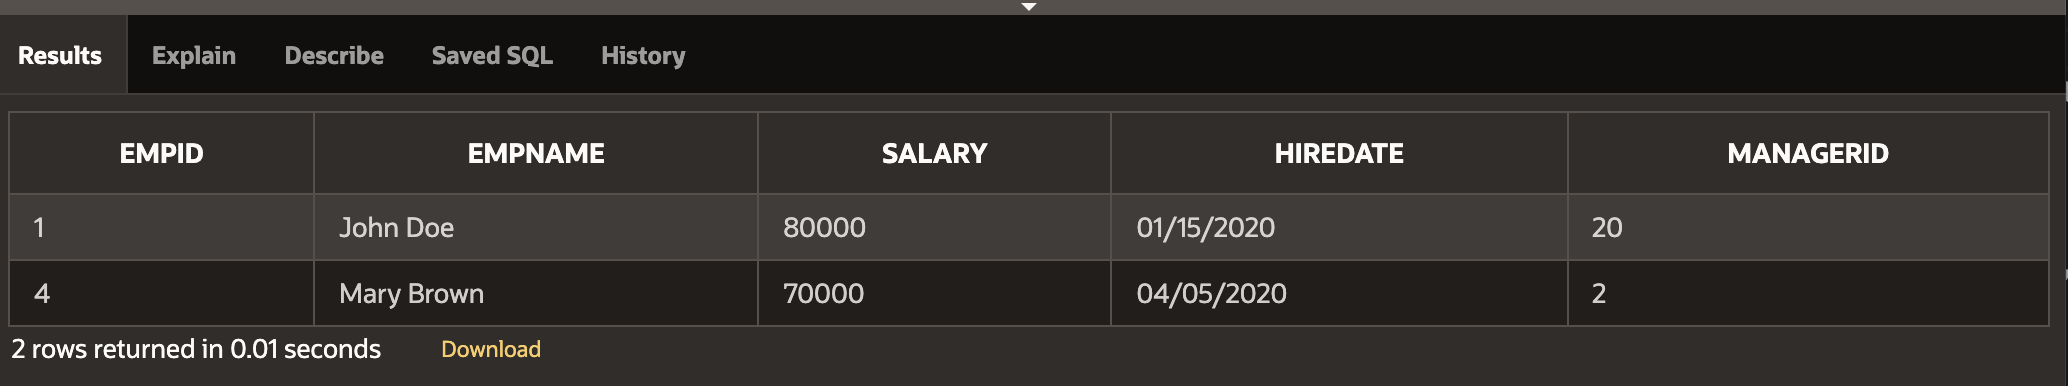 Results Explain Describe Saved SQL History
EMPID EMPNAME SALARY HIREDATE MANAGERID
1 John Doe 80000 01/15/2020 20
4 Mary Brown 70000 04/05/2020 2
2 rows returned in 0.01 seconds Download